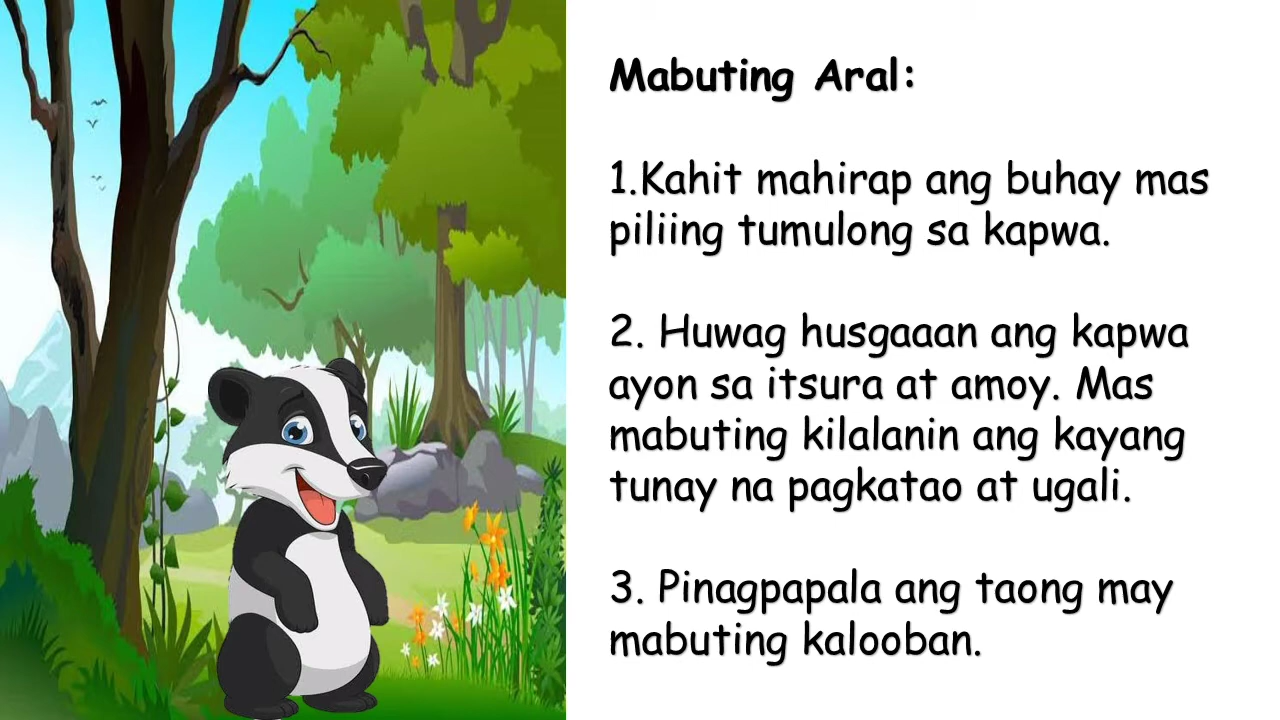 Mabuting Aral:
1.Kahit mahirap ang buhay mas
piliing tumulong sa kapwa.
2. Huwag husgaaan ang kapwa
ayon sa itsura at amoy. Mas
mabuting kilalanin ang kayang
tunay na pagkatao at ugali.
3. Pinagpapala ang taong may
mabuting kalooban.